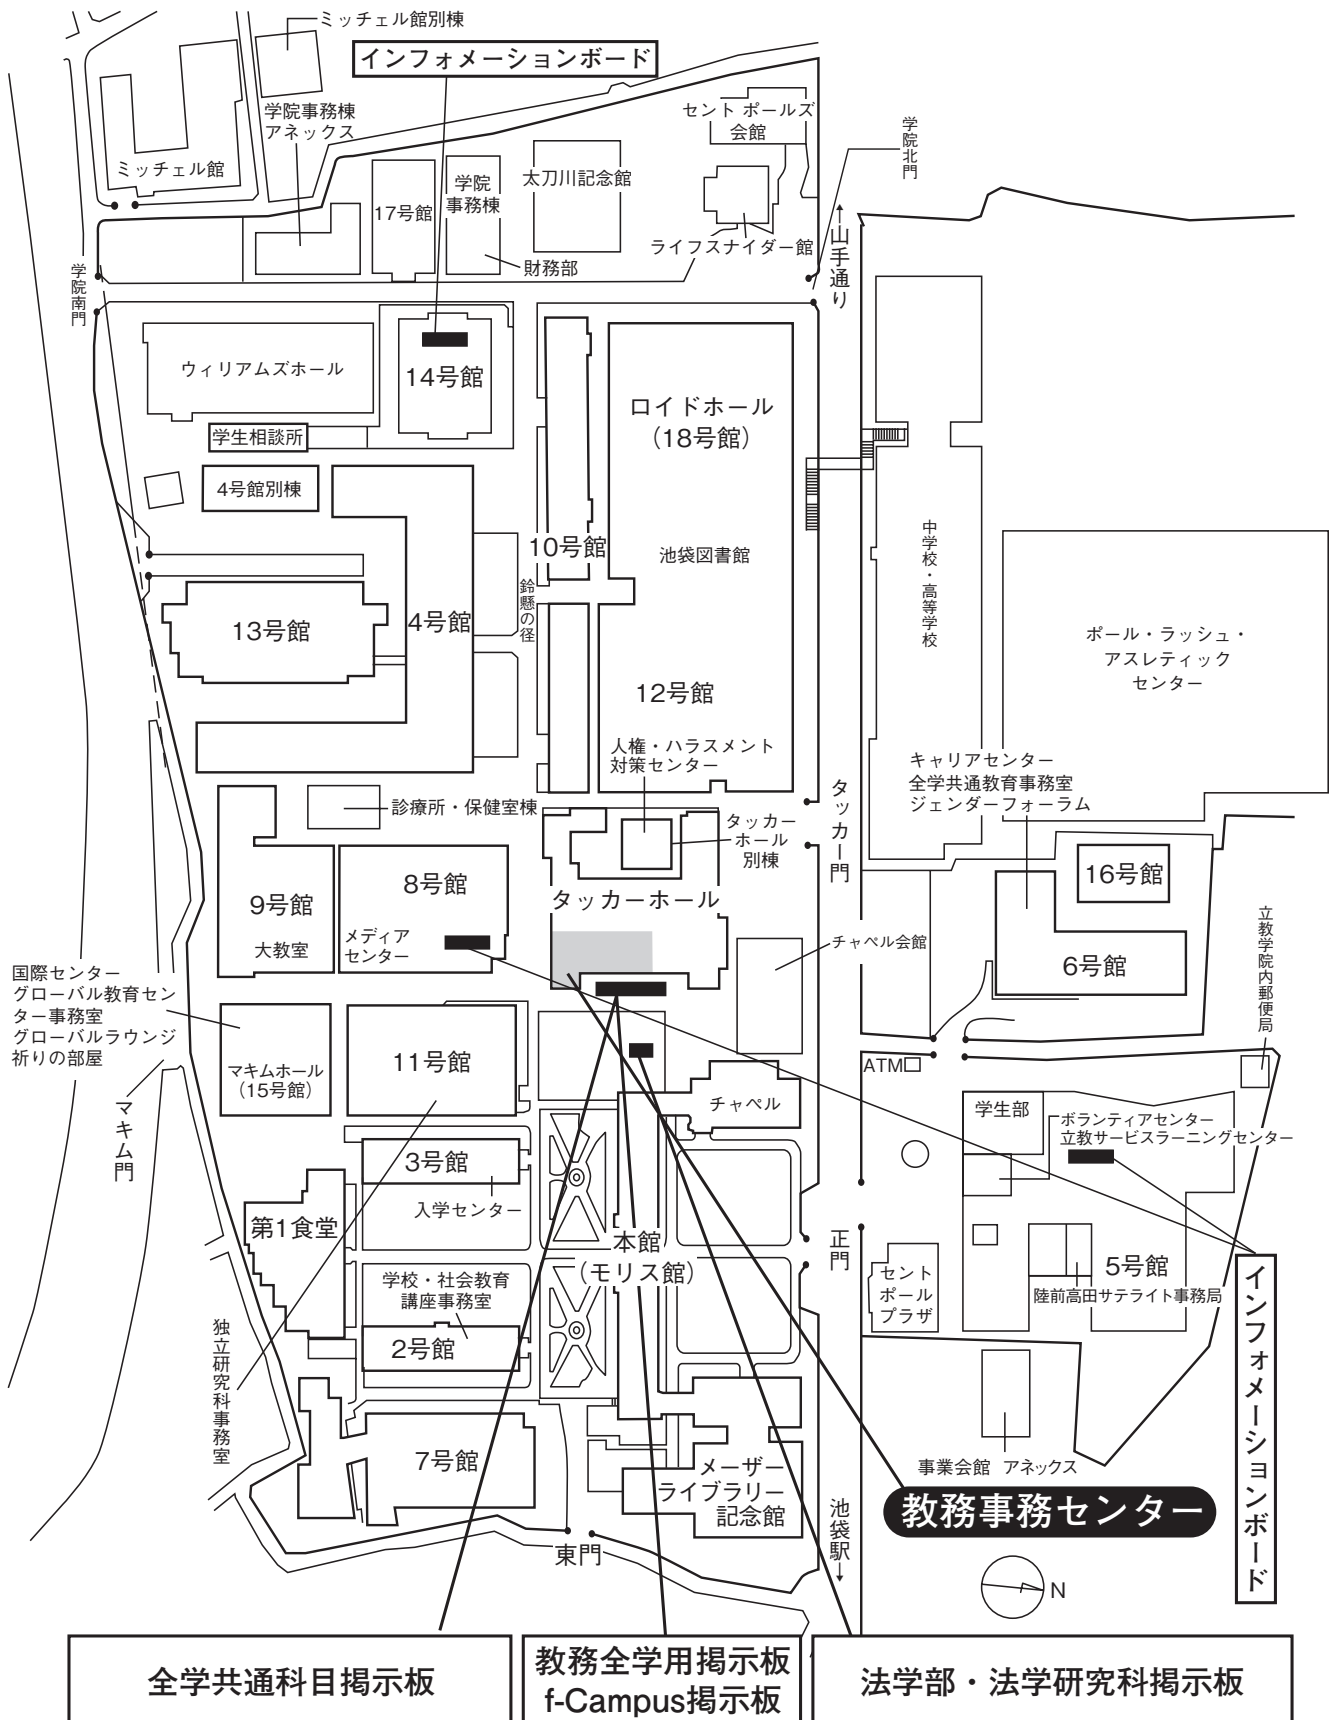 ミッチェル館別棟
インフォメーションボード
学院事務棟
アネックス
ミッチェル館
セント ポールズ
会館
学院北門
17号館
学院
事務棟
太刀川記念館
財務部
ライフスナイダー館
↑山手通り
学院南門
ウィリアムズホール
14号館
ロイドホール
（18号館）
学生相談所
4号館別棟
10号館
池袋図書館
中学校・高等学校
鈴懸の径
13号館
4号館
ポール・ラッシュ・
アスレティック
センター
12号館
人権・ハラスメント
対策センター
キャリアセンター
全学共通教育事務室
ジェンダーフォーラム
診療所・保健室棟
タッカー
ホール
別棟
タッカー門
8号館
9号館
大教室
メディア
センター
タッカーホール
16号館
チャペル会館
6号館
立教学院内郵便局
国際センター
グローバル教育セン
ター事務室
グローバルラウンジ
祈りの部屋
マキムホール
（15号館）
11号館
ATM
チャペル
マキム門
学生部
ボランティアセンター
立教サービスラーニングセンター
3号館
入学センター
第1食堂
本館
（モリス館）
正門
セント
ポール
プラザ
5号館
陸前高田サテライト事務局
インフォメーションボード
学校・社会教育
講座事務室
2号館
独立研究科事務室
7号館
メーザー
ライブラリー
記念館
事業会館 アネックス
教務事務センター
池袋駅↓
東門
N
全学共通科目掲示板
教務全学用掲示板
f-Campus掲示板
法学部・法学研究科掲示板